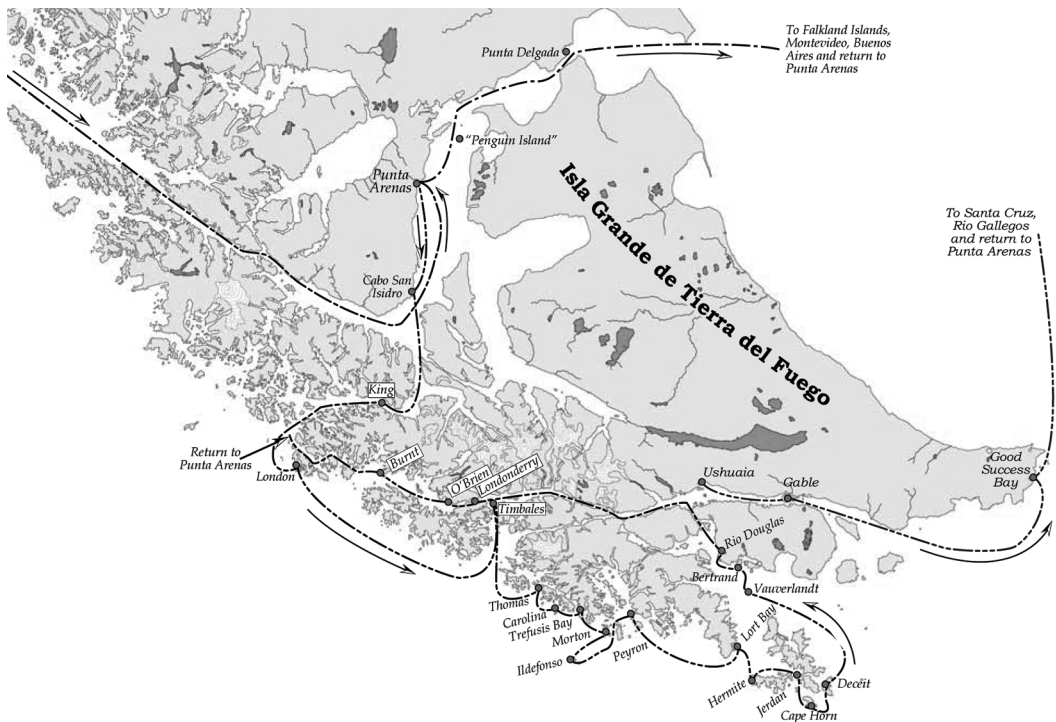 To Falkland Islands,
Montevideo, Buenos
Aires and return to
Punta Arenas
Punta Delgada
"Penguin Island"
Punta
Arenas
Isla Grande de Tierra del Fuego
To Santa Cruz,
Rio Gallegos
and return to
Punta Arenas
Cabo San
Isidro
King
Return to
Punta Arenas
London
Burnt
O'Brien
Londonderry
Timbales
Ushuaia
Gable
Good
Success
Bay
Rio Douglas
Bertrand
Vauverlandt
Thomas
Carolina
Trefusis Bay
Morton
Ildefonso
Peyron
Lort Bay
Hermite
Jerdan
Decéit
Cape Horn